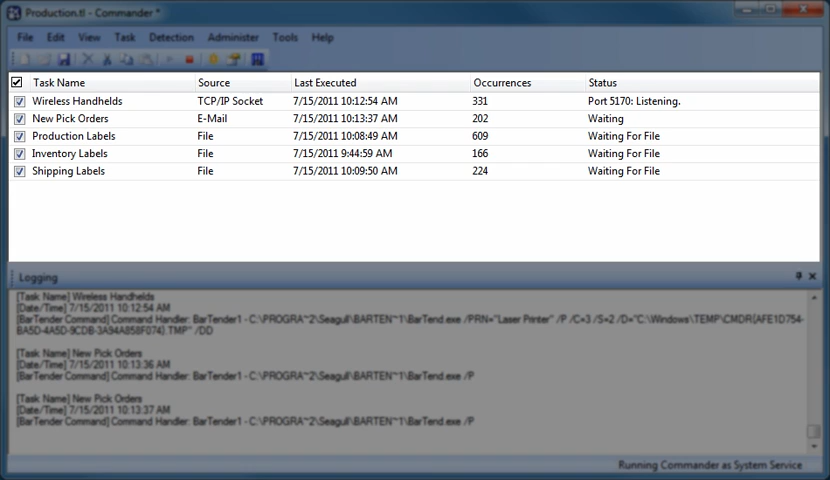 Production.tl - Commander *
File Edit View Task Detection Administer Tools Help
Task Name Source Last Executed Occurrences Status
Wireless Handhelds TCP/IP Socket 7/15/2011 10:12:54 AM 331 Port 5170: Listening.
New Pick Orders E-Mail 7/15/2011 10:13:37 AM 202 Waiting
Production Labels File 7/15/2011 10:08:49 AM 609 Waiting For File
Inventory Labels File 7/15/2011 9:44:59 AM 166 Waiting For File
Shipping Labels File 7/15/2011 10:09:50 AM 224 Waiting For File
Logging
[Task Name] Wireless Handhelds
[Date/Time] 7/15/2011 10:12:54 AM
[BarTender Command] Command Handler: BarTender1 - C:\PROGRA~2\Seagull\BARTEN~1\BarTend.exe /PRN="Laser Printer" /P /C=3 /S=2 /D="C:\Windows\TEMP\CMDR{AFE1D754-
BA5D-4A5D-9CDB-3A94A858F074}.TMP" /DD
[Task Name] New Pick Orders
[Date/Time] 7/15/2011 10:13:36 AM
[BarTender Command] Command Handler: BarTender1 - C:\PROGRA~2\Seagull\BARTEN~1\BarTend.exe /P
[Task Name] New Pick Orders
[Date/Time] 7/15/2011 10:13:37 AM
[BarTender Command] Command Handler: BarTender1 - C:\PROGRA~2\Seagull\BARTEN~1\BarTend.exe /P
Running Commander as System Service